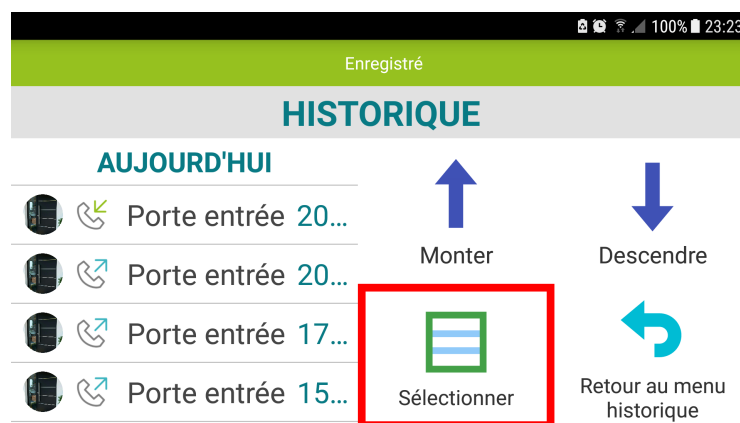 100% 23:23
Enregistré
HISTORIQUE
AUJOURD'HUI
Porte entrée 20...
Porte entrée 20...
Porte entrée 17...
Porte entrée 15...
Monter
Descendre
Sélectionner
Retour au menu
historique